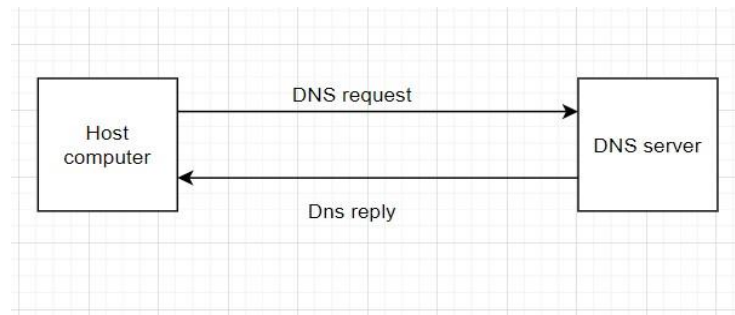 DNS request
Host
computer
DNS server
Dns reply